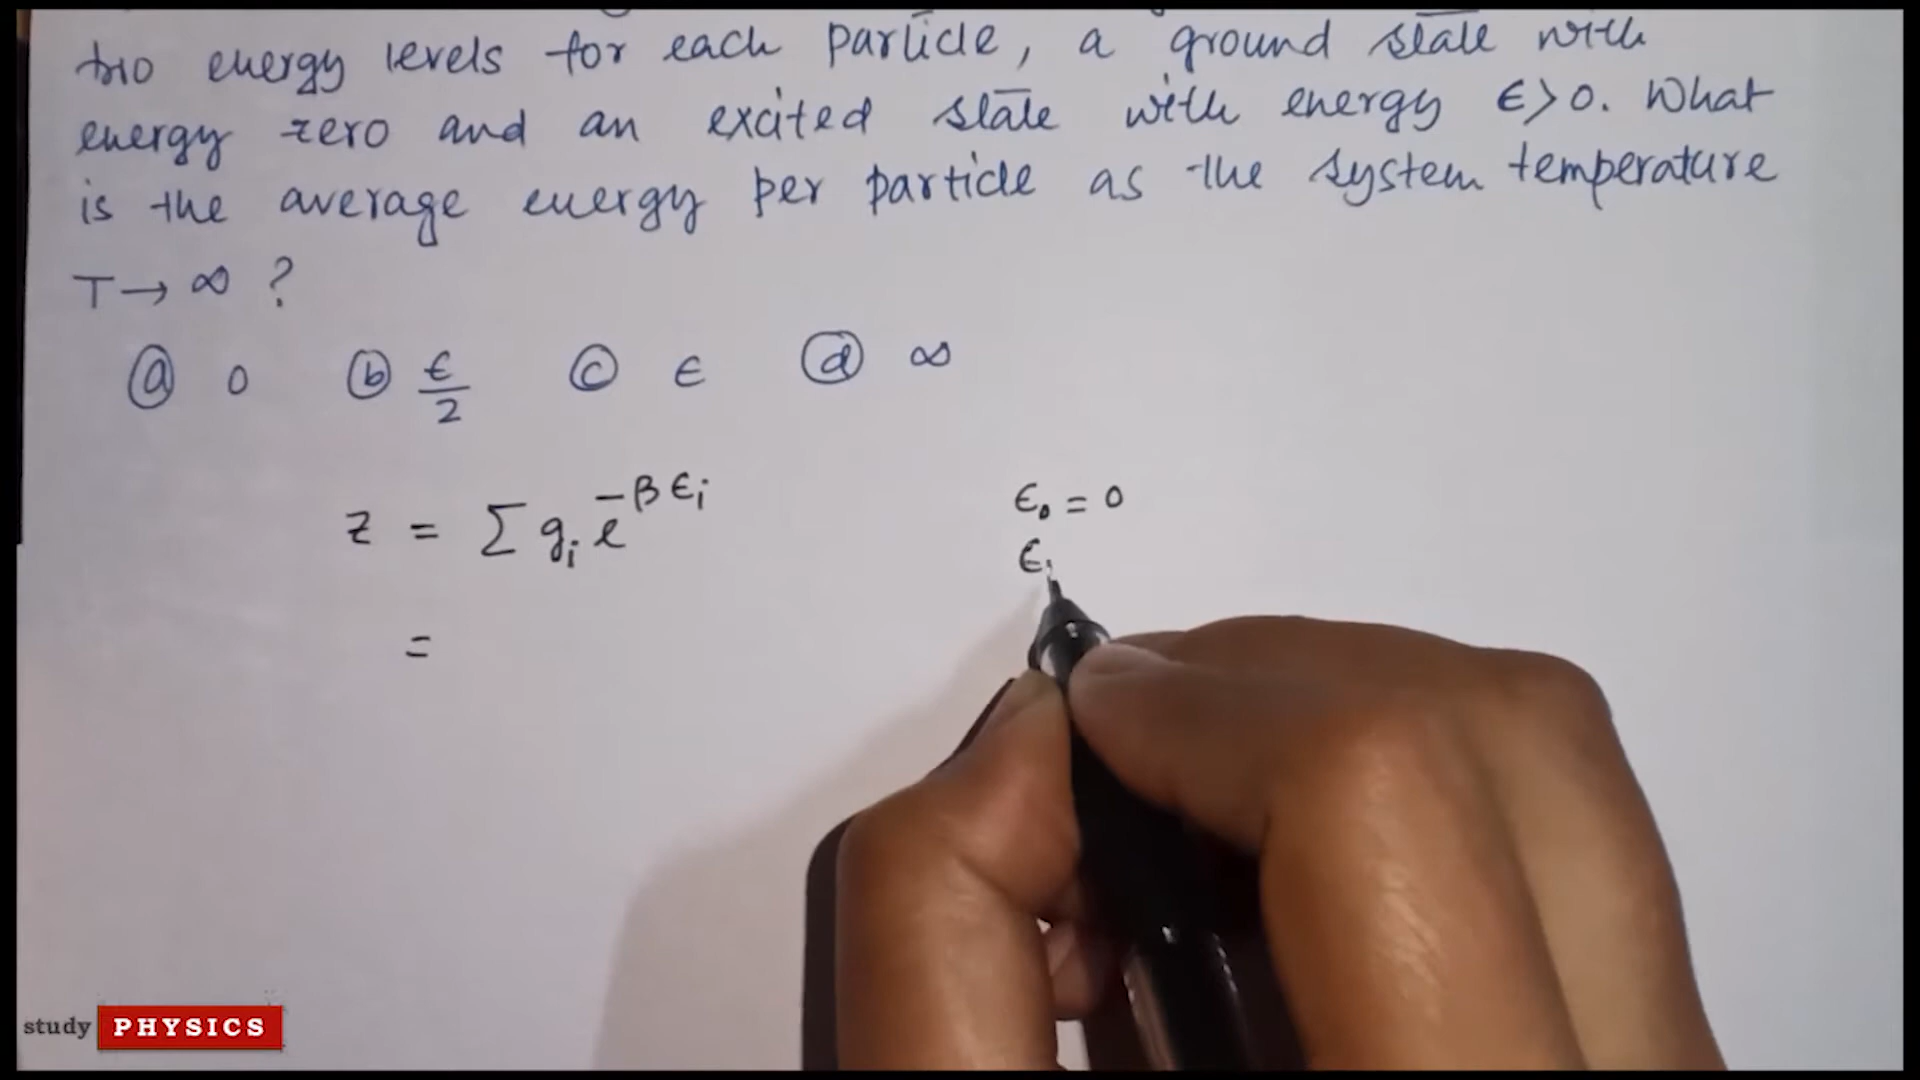 two energy levels for each particle, a ground state with
energy zero and an excited state with energy ϵ>0. What
is the average energy per particle as the system temperature
T → ∞ ?
ⓐ 0 ⓑ ϵ/2 ⓒ ϵ ⓓ ∞
z = Σ gᵢ e^{-βϵᵢ}
ϵ₀ = 0
ϵ
=
study PHYSICS